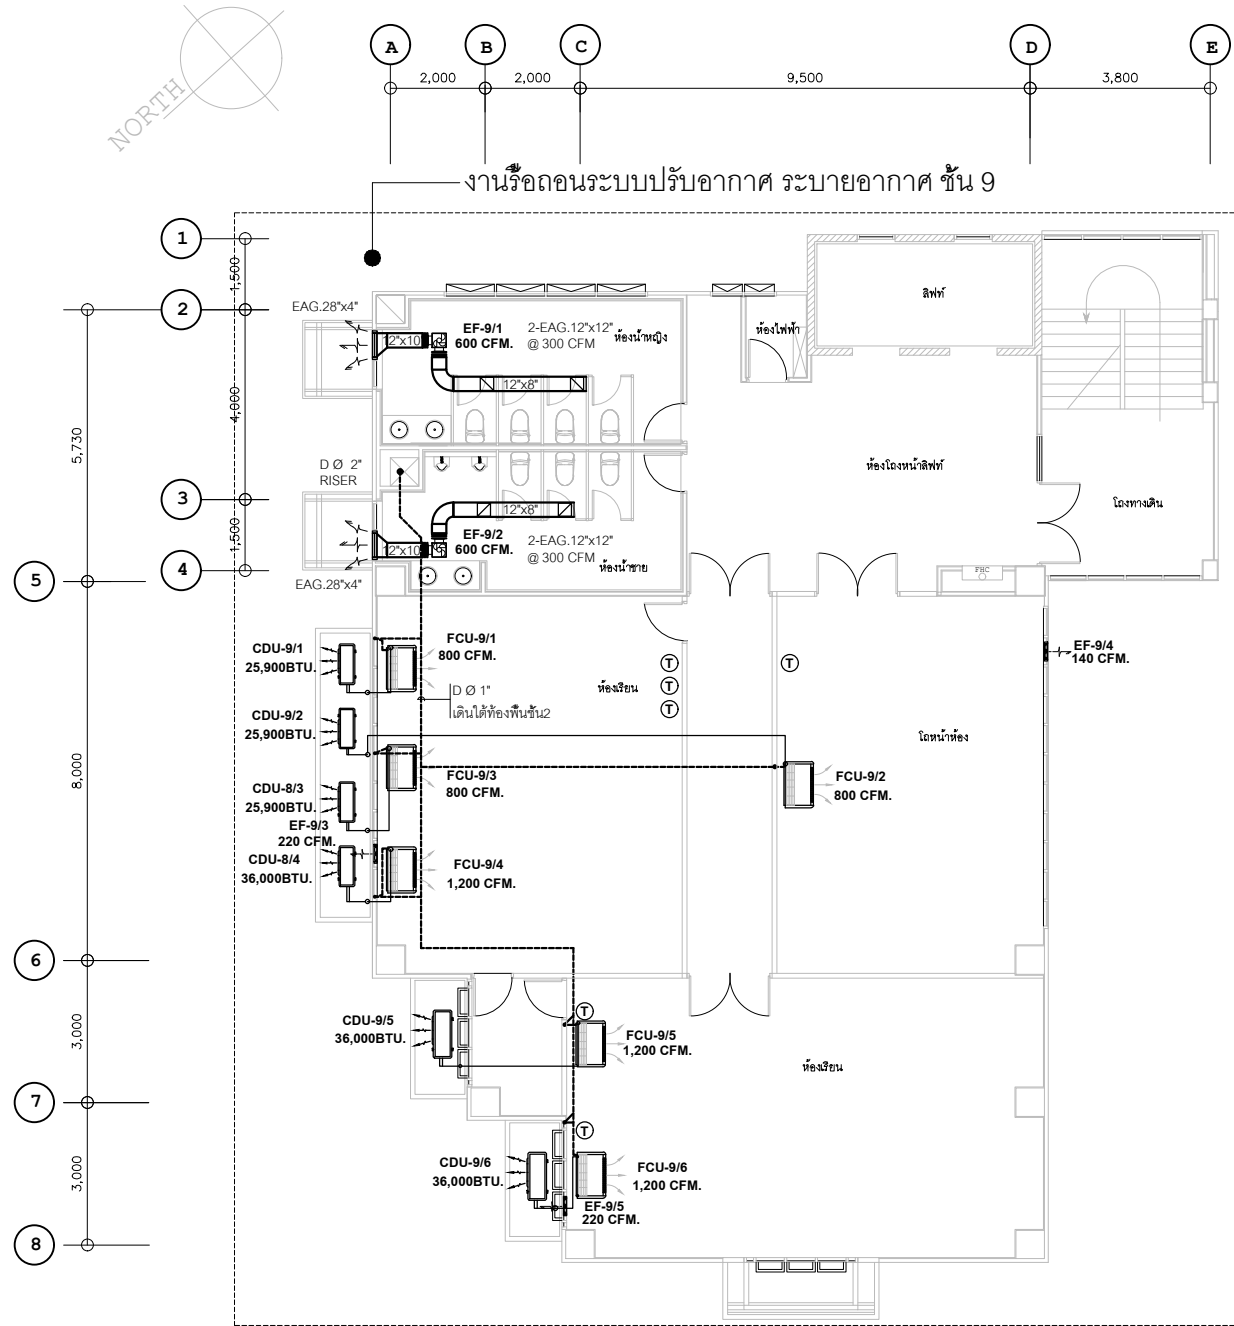 NORTH
A
B
C
D
E
2,000
2,000
9,500
3,800
งานรื้อถอนระบบปรับอากาศ ระบายอากาศ ชั้น 9
1
2
3
4
5
6
7
8
1,500
4,000
1,500
5,730
8,000
3,000
3,000
EAG.28"x4"
12"x10"
EF-9/1
600 CFM.
2-EAG.12"x12"
@ 300 CFM
ห้องน้ำหญิง
12"x8"
ห้องไฟฟ้า
ลิฟท์
D Ø 2"
RISER
12"x8"
12"x10"
EF-9/2
600 CFM.
2-EAG.12"x12"
@ 300 CFM
ห้องน้ำชาย
EAG.28"x4"
ห้องโถงหน้าลิฟท์
โถงทางเดิน
FHC.
CDU-9/1
25,900BTU.
FCU-9/1
800 CFM.
T
T
T
T
EF-9/4
140 CFM.
ห้องเรียน
D Ø 1"
เดินใต้ท้องพื้นชั้น2
CDU-9/2
25,900BTU.
โถหน้าห้อง
FCU-9/3
800 CFM.
FCU-9/2
800 CFM.
CDU-8/3
25,900BTU.
EF-9/3
220 CFM.
CDU-8/4
36,000BTU.
FCU-9/4
1,200 CFM.
CDU-9/5
36,000BTU.
T
FCU-9/5
1,200 CFM.
ห้องเรียน
T
CDU-9/6
36,000BTU.
FCU-9/6
1,200 CFM.
EF-9/5
220 CFM.